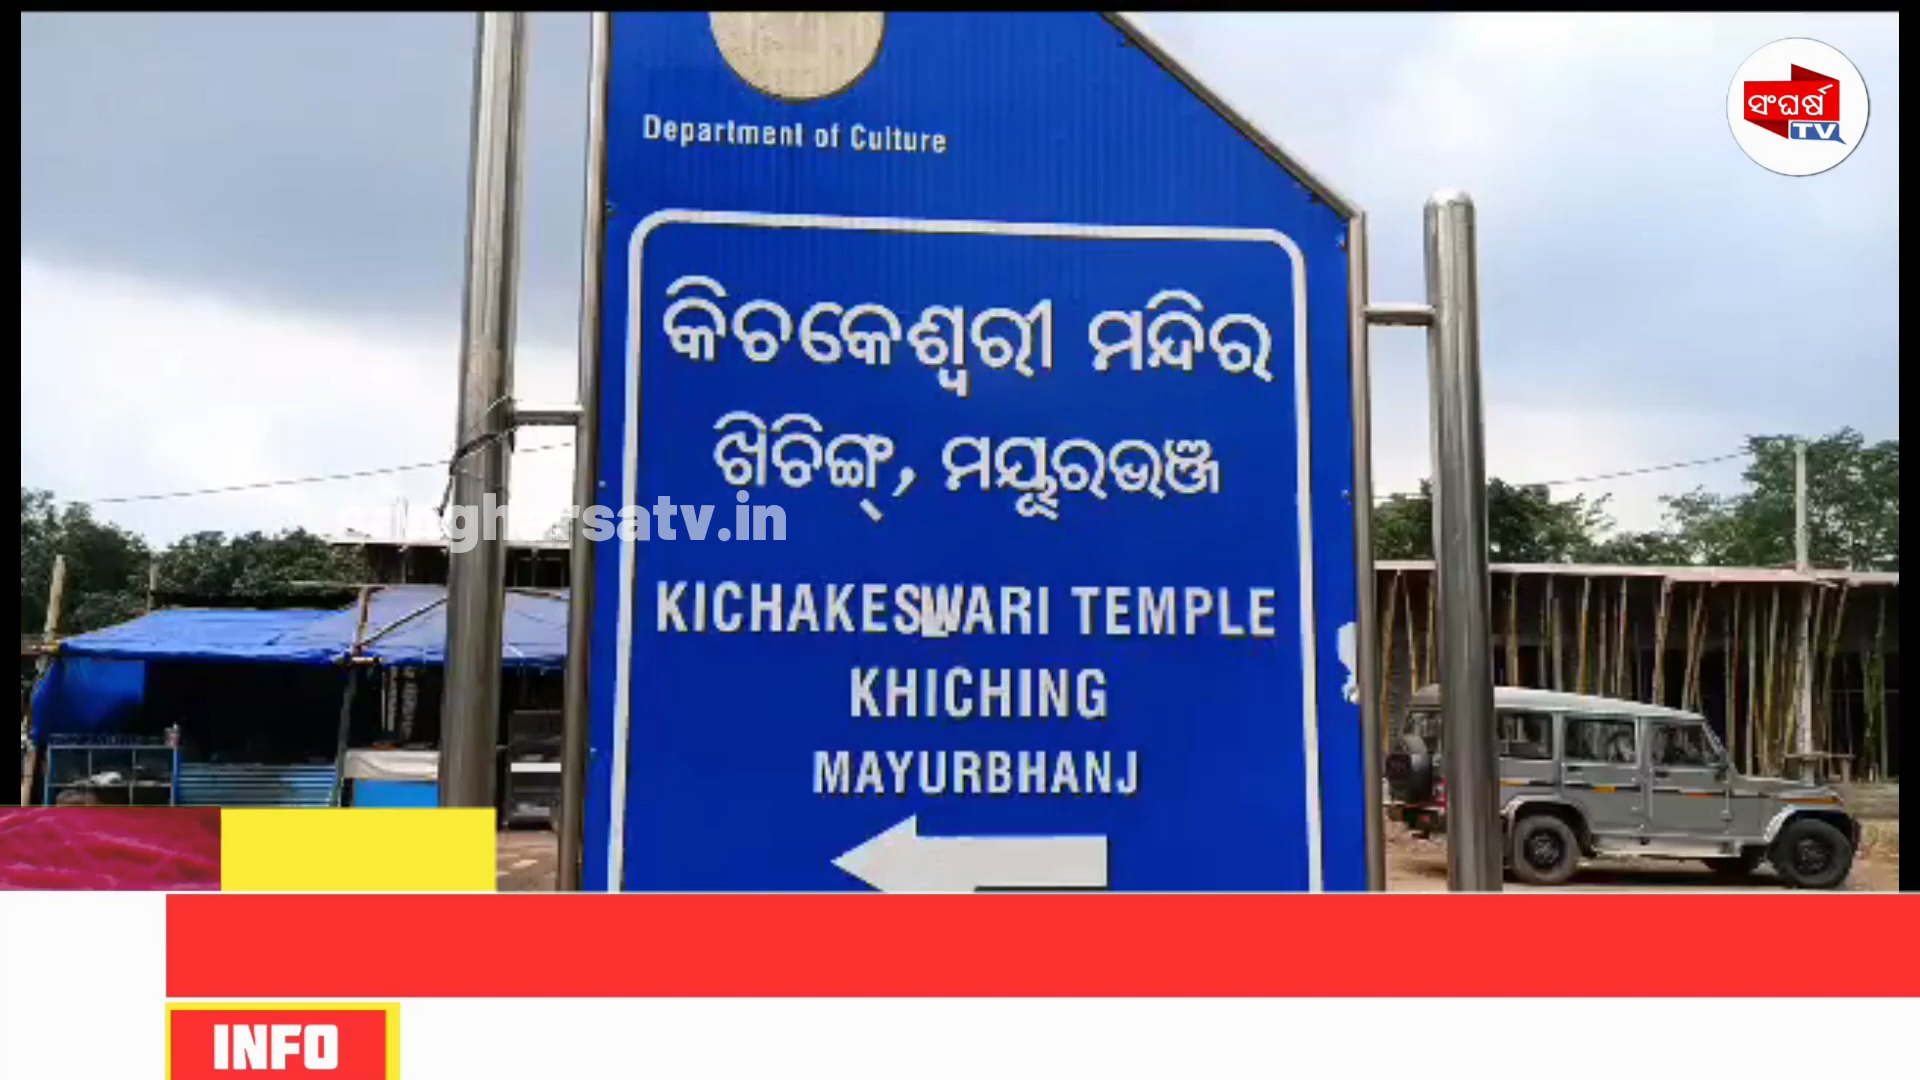 ସଂଘର୍ଷ
TV
Department of Culture
କିଚକେଶ୍ୱରୀ ମନ୍ଦିର
ଖିଚିଙ୍ଗ୍, ମୟୂରଭଞ୍ଜ
sangharsatv.in
KICHAKESWARI TEMPLE
KHICHING
MAYURBHANJ
INFO